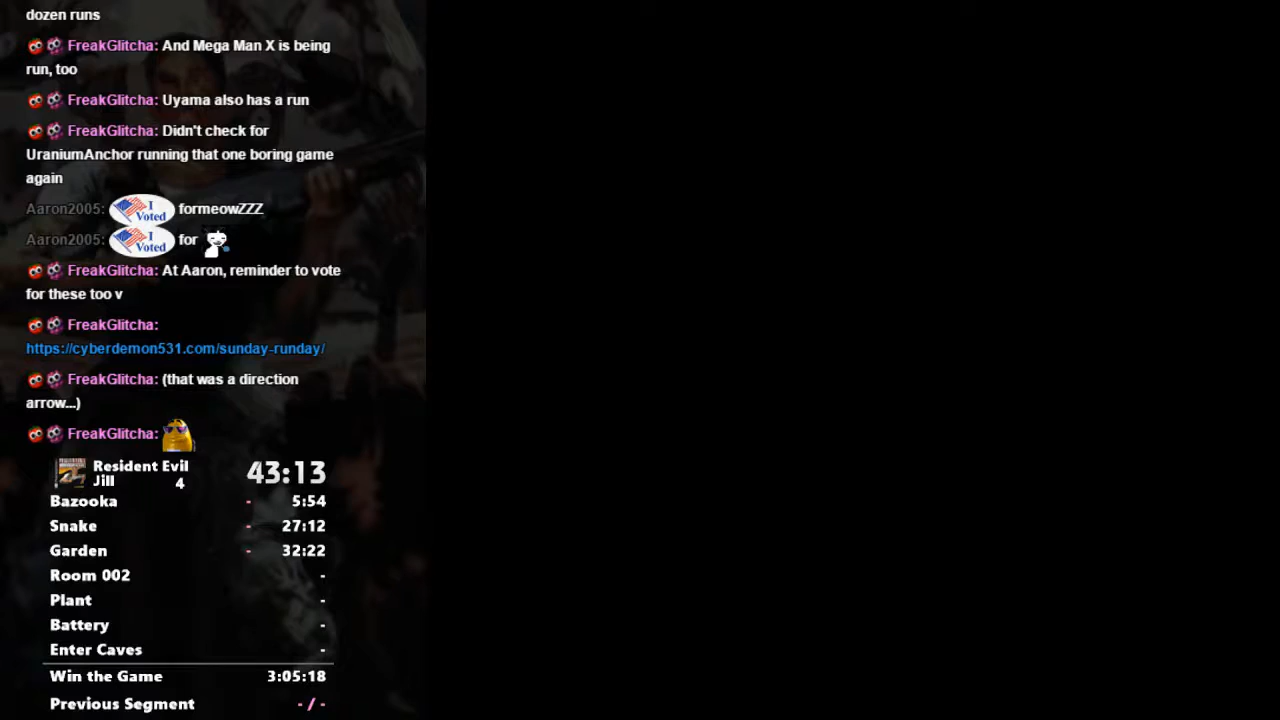 dozen runs
FreakGlitcha: And Mega Man X is being
run, too
FreakGlitcha: Uyama also has a run
FreakGlitcha: Didn't check for
UraniumAnchor running that one boring game
again
Aaron2005: I Voted formeowZZZ
Aaron2005: I Voted for
FreakGlitcha: At Aaron, reminder to vote
for these too v
FreakGlitcha:
https://cyberdemon531.com/sunday-runday/
FreakGlitcha: (that was a direction
arrow...)
FreakGlitcha:
Resident Evil 43:13
Jill 4
Bazooka - 5:54
Snake - 27:12
Garden - 32:22
Room 002 -
Plant -
Battery -
Enter Caves -
Win the Game 3:05:18
Previous Segment - / -